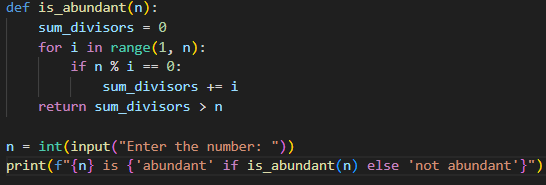 def is_abundant(n):
    sum_divisors = 0
    for i in range(1, n):
        if n % i == 0:
            sum_divisors += i
    return sum_divisors > n

n = int(input("Enter the number: "))
print(f"{n} is {'abundant' if is_abundant(n) else 'not abundant'}")